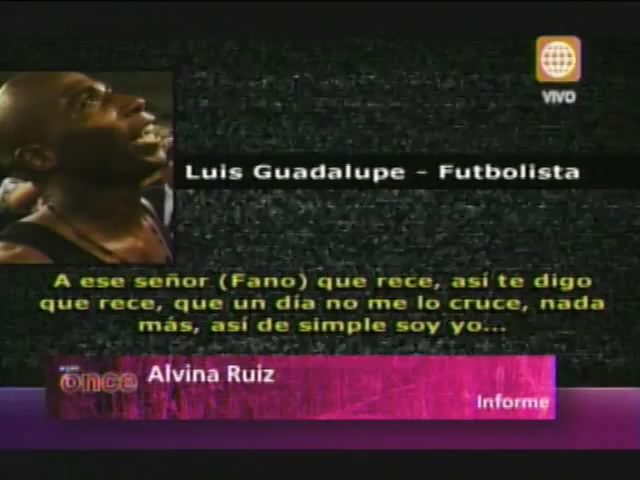 VIVO
Luis Guadalupe - Futbolista
A ese señor (Fano) que rece, así te digo
que rece, que un día no me lo cruce, nada
más, así de simple soy yo...
once
Alvina Ruiz
Informe